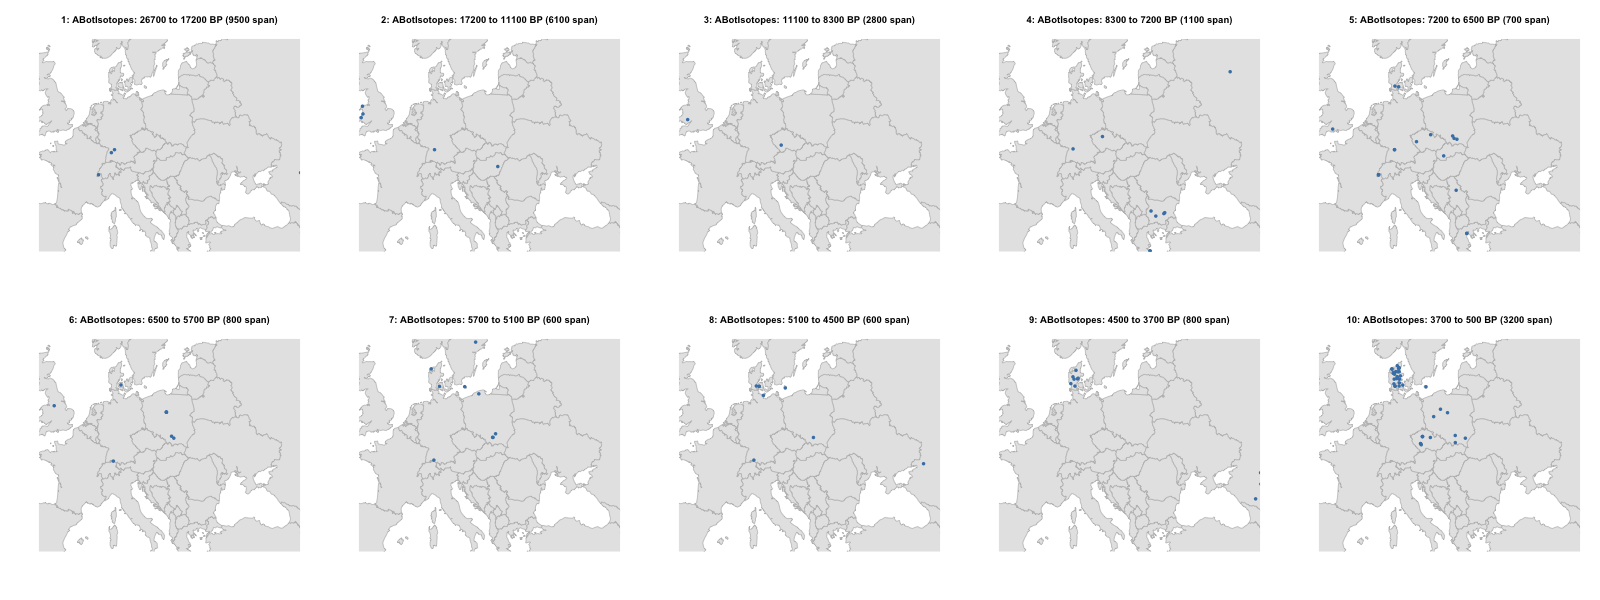 1: ABotIsotopes: 26700 to 17200 BP (9500 span)
2: ABotIsotopes: 17200 to 11100 BP (6100 span)
3: ABotIsotopes: 11100 to 8300 BP (2800 span)
4: ABotIsotopes: 8300 to 7200 BP (1100 span)
5: ABotIsotopes: 7200 to 6500 BP (700 span)
6: ABotIsotopes: 6500 to 5700 BP (800 span)
7: ABotIsotopes: 5700 to 5100 BP (600 span)
8: ABotIsotopes: 5100 to 4500 BP (600 span)
9: ABotIsotopes: 4500 to 3700 BP (800 span)
10: ABotIsotopes: 3700 to 500 BP (3200 span)